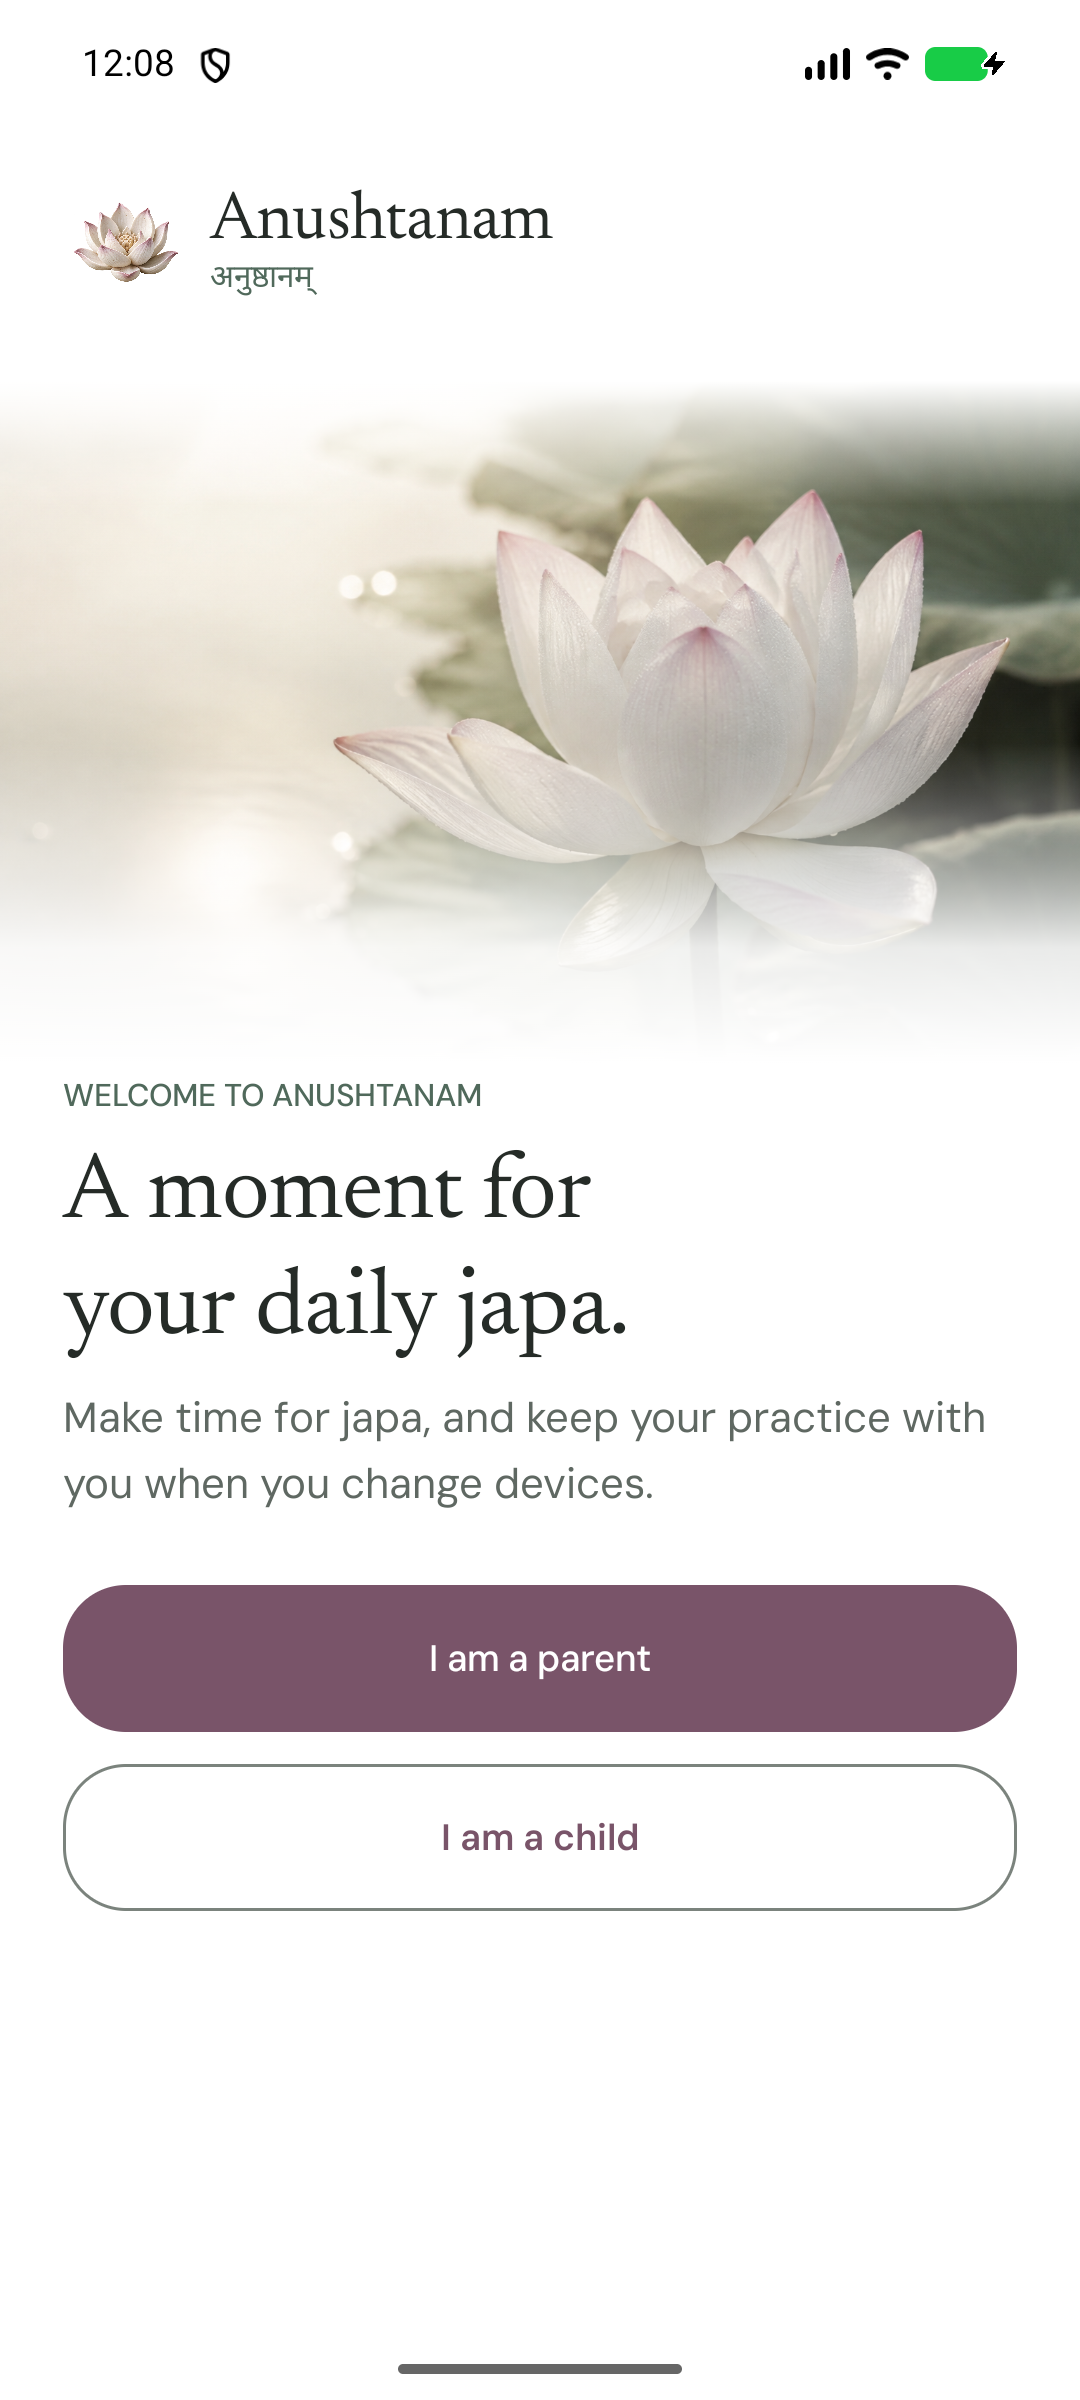 12:08
Anushtanam
अनुष्ठानम्
WELCOME TO ANUSHTANAM
A moment for
your daily japa.
Make time for japa, and keep your practice with
you when you change devices.
I am a parent
I am a child